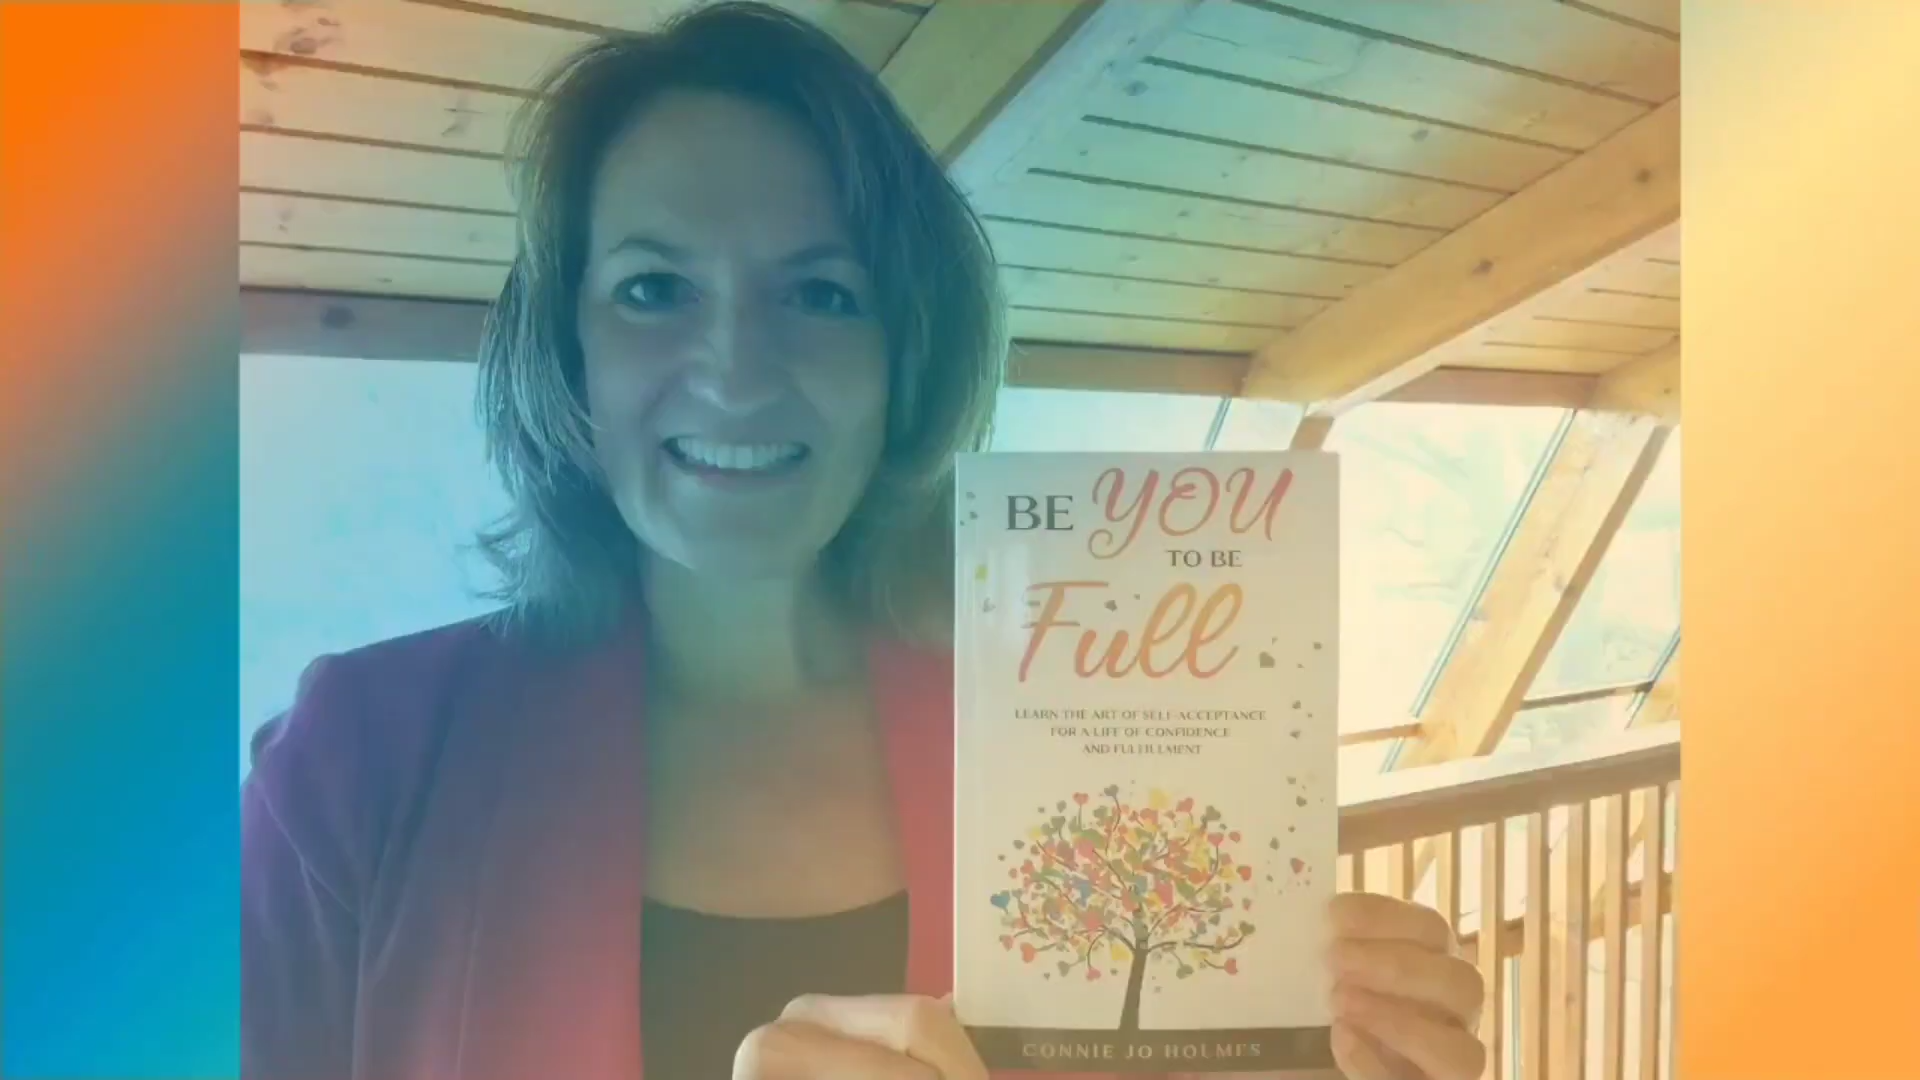 BE YOU
TO BE
Full
LEARN THE ART OF SELF-ACCEPTANCE
FOR A LIFE OF CONFIDENCE
AND FULFILLMENT
CONNIE JO HOLMES